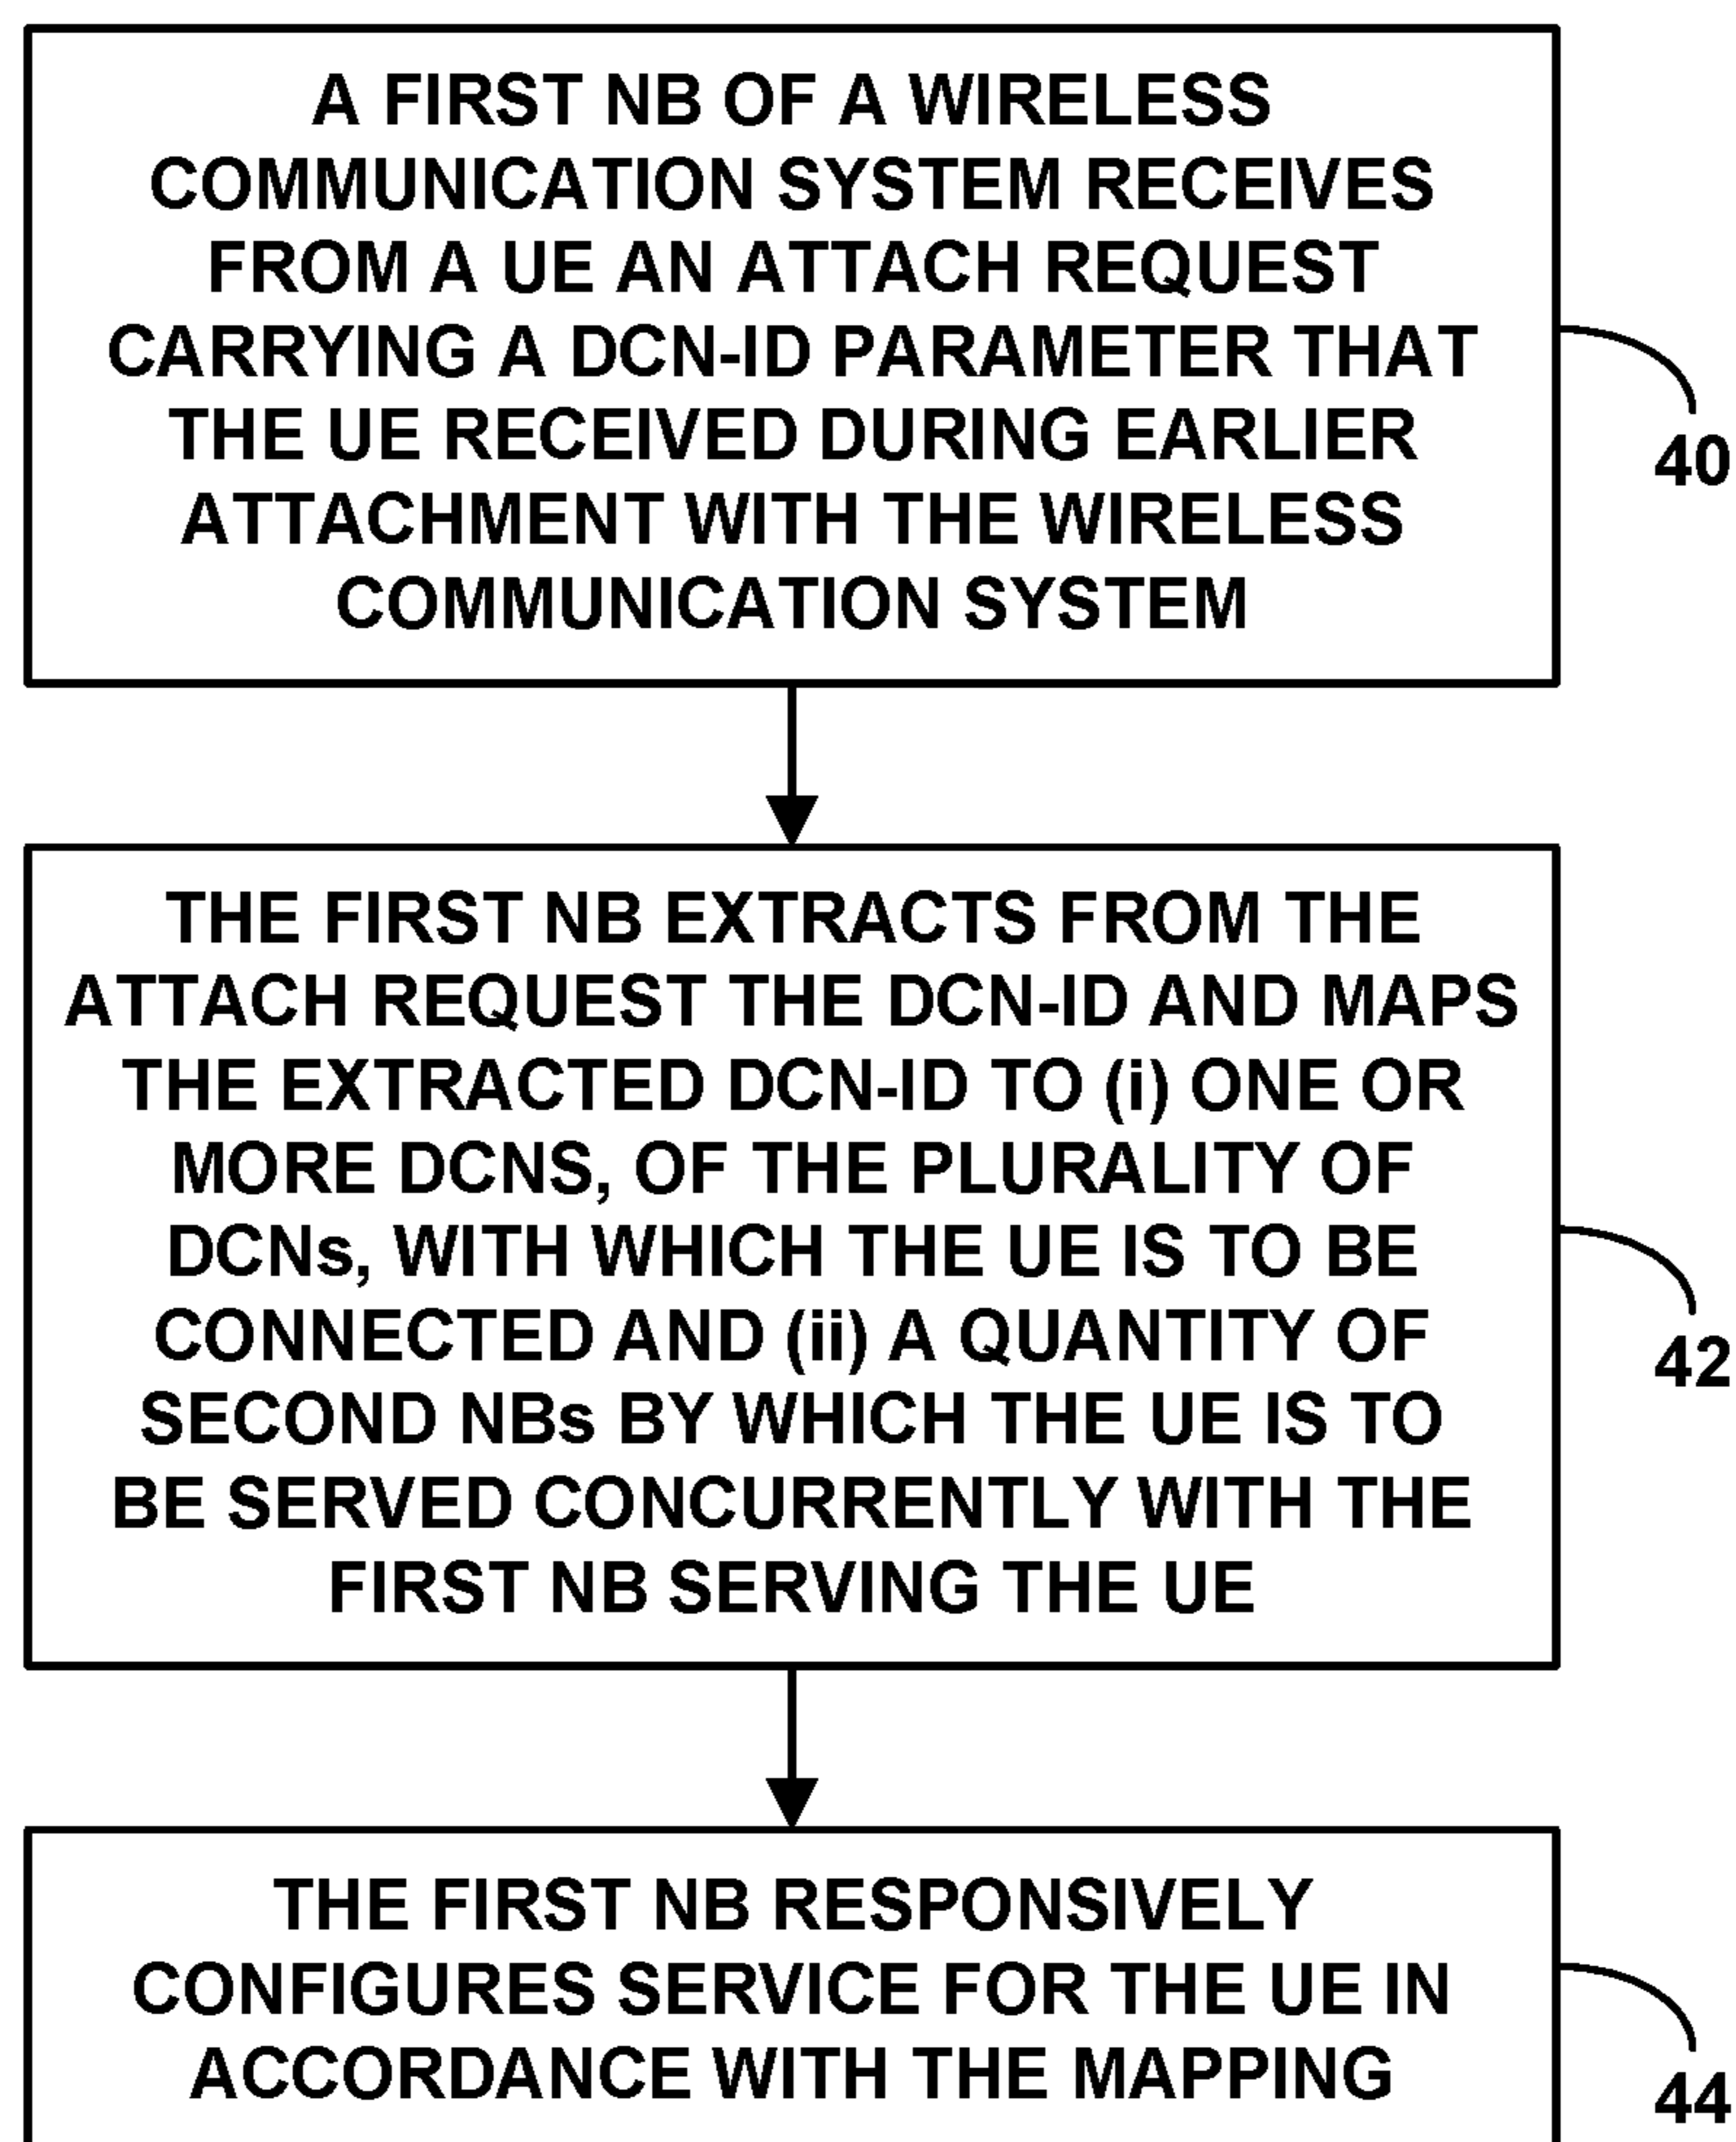 A FIRST NB OF A WIRELESS
COMMUNICATION SYSTEM RECEIVES
FROM A UE AN ATTACH REQUEST
CARRYING A DCN-ID PARAMETER THAT
THE UE RECEIVED DURING EARLIER
ATTACHMENT WITH THE WIRELESS
COMMUNICATION SYSTEM
40
THE FIRST NB EXTRACTS FROM THE
ATTACH REQUEST THE DCN-ID AND MAPS
THE EXTRACTED DCN-ID TO (i) ONE OR
MORE DCNS, OF THE PLURALITY OF
DCNs, WITH WHICH THE UE IS TO BE
CONNECTED AND (ii) A QUANTITY OF
SECOND NBs BY WHICH THE UE IS TO
BE SERVED CONCURRENTLY WITH THE
FIRST NB SERVING THE UE
42
THE FIRST NB RESPONSIVELY
CONFIGURES SERVICE FOR THE UE IN
ACCORDANCE WITH THE MAPPING
44